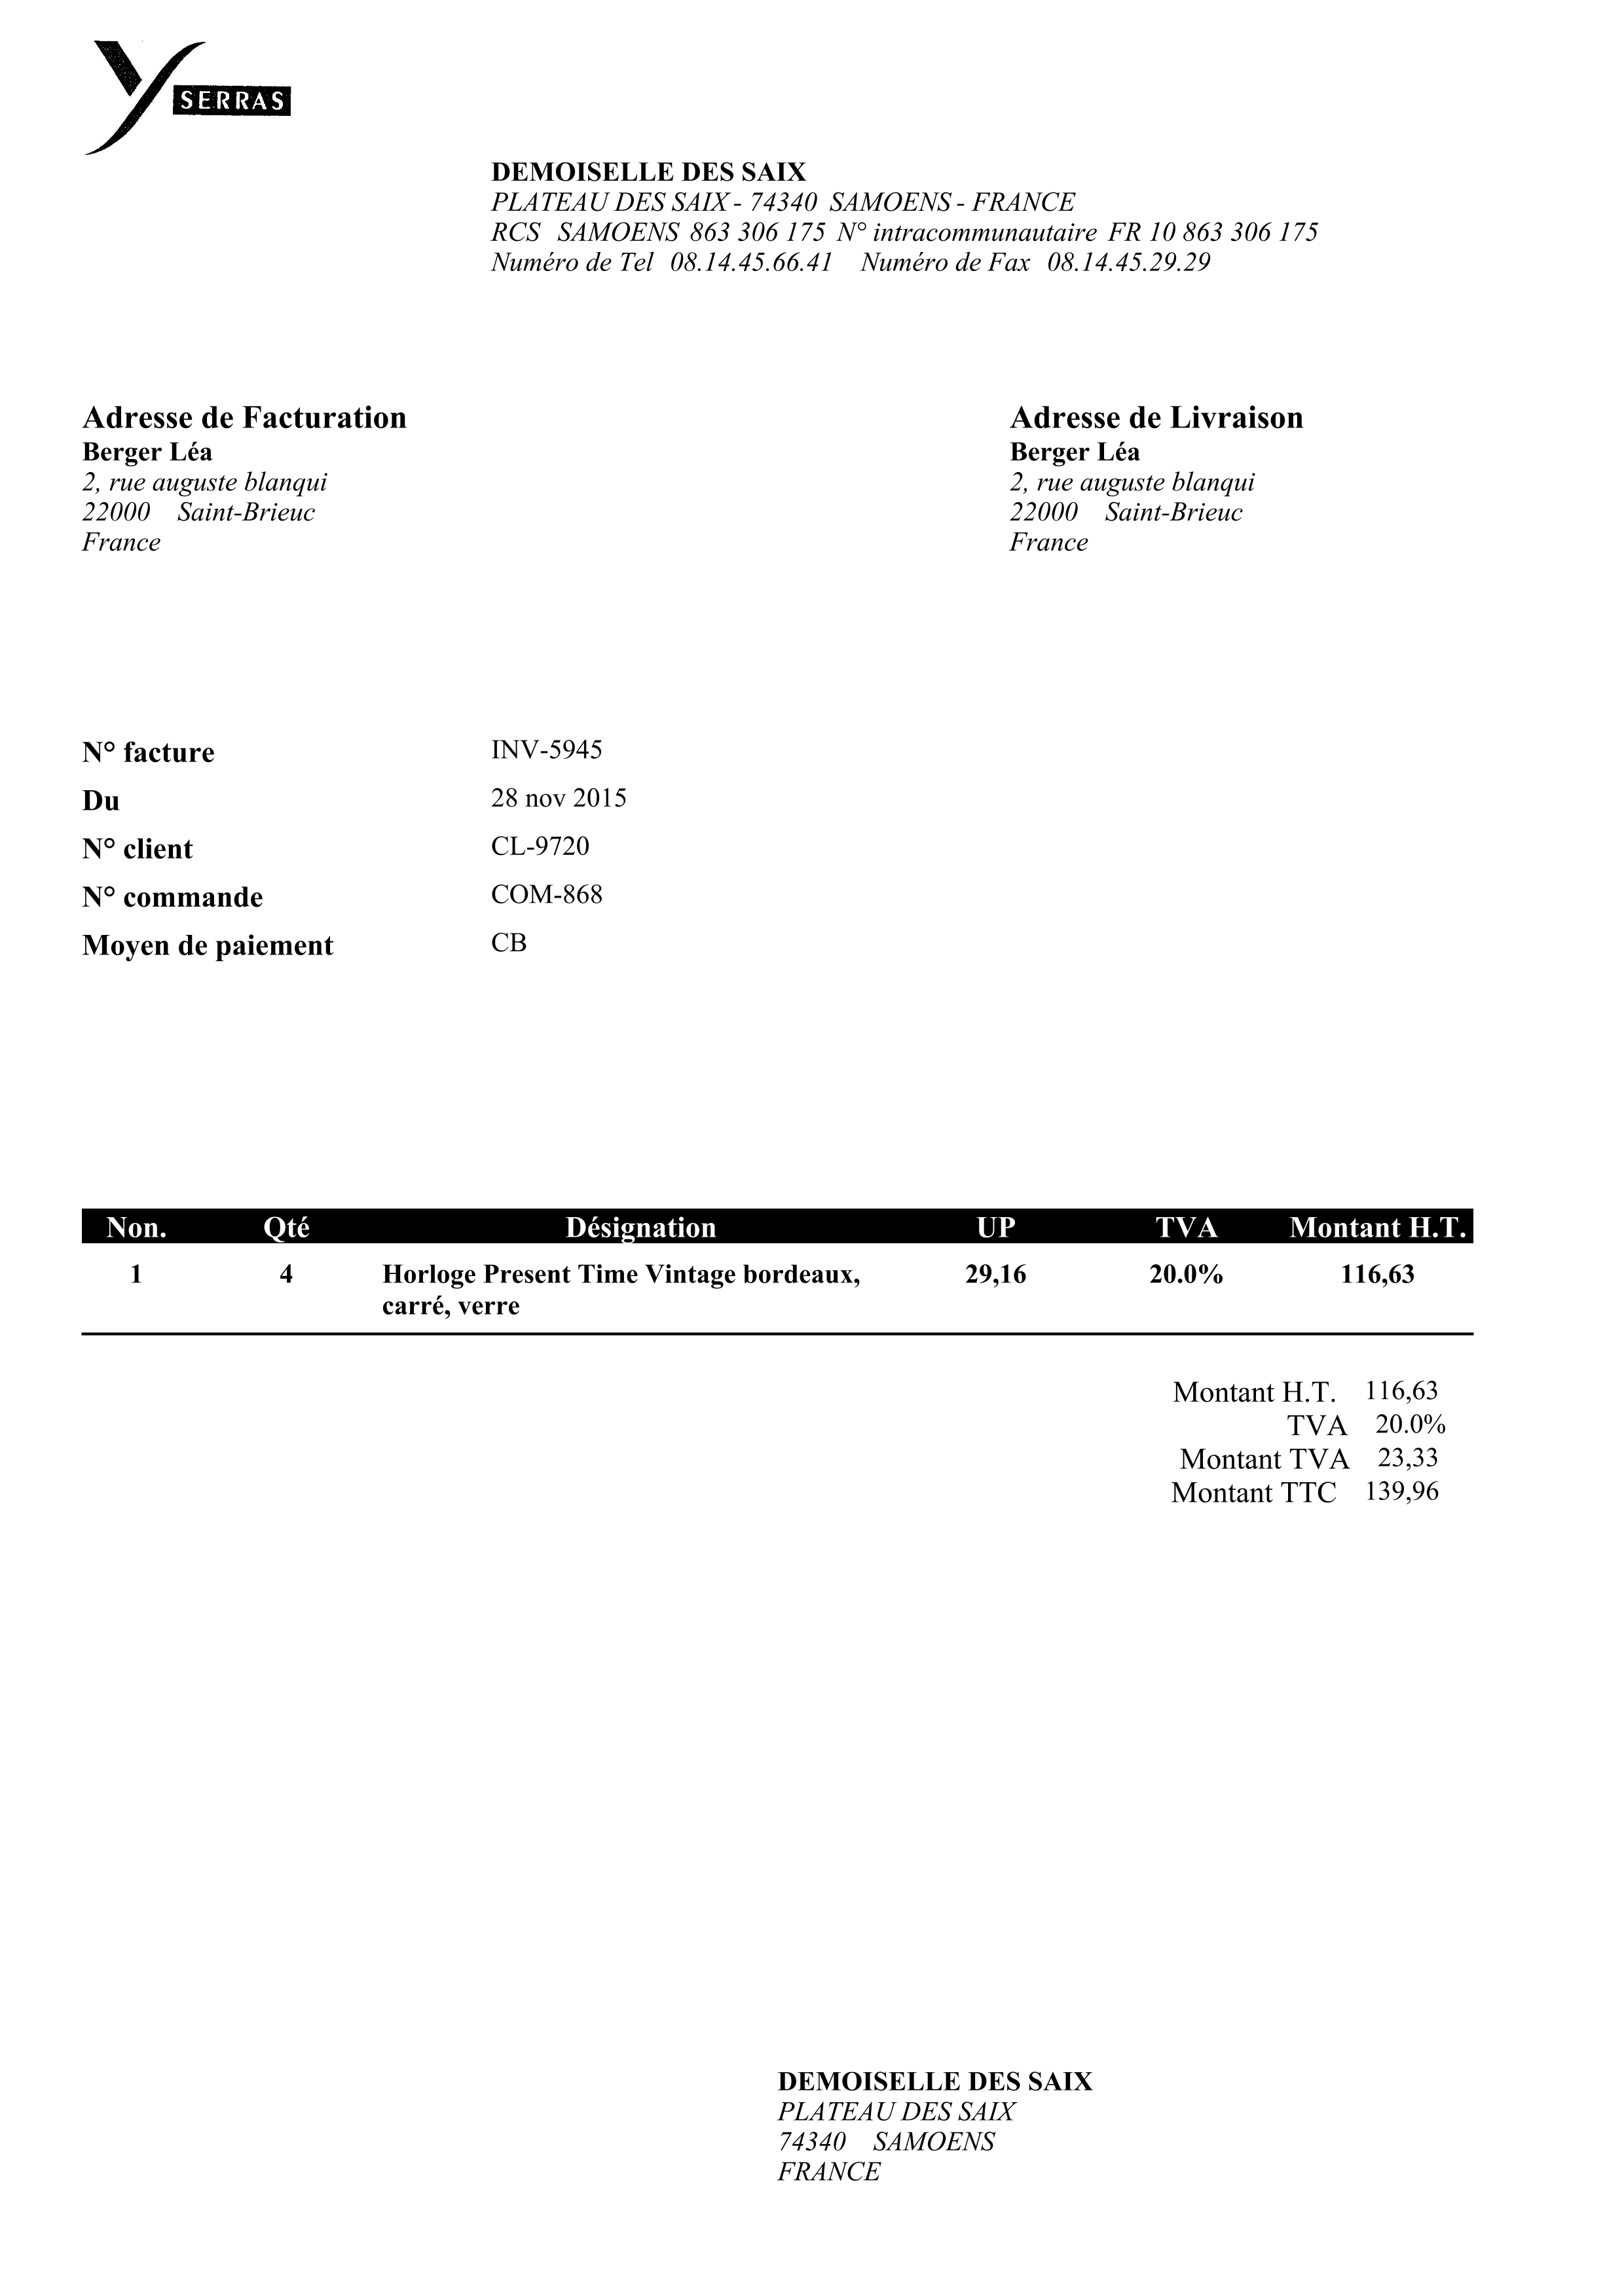 Y SERRAS
DEMOISELLE DES SAIX
PLATEAU DES SAIX - 74340 SAMOENS - FRANCE
RCS SAMOENS 863 306 175 N° intracommunautaire FR 10 863 306 175
Numéro de Tel 08.14.45.66.41 Numéro de Fax 08.14.45.29.29
Adresse de Facturation
Berger Léa
2, rue auguste blanqui
22000 Saint-Brieuc
France
Adresse de Livraison
Berger Léa
2, rue auguste blanqui
22000 Saint-Brieuc
France
N° facture INV-5945
Du 28 nov 2015
N° client CL-9720
N° commande COM-868
Moyen de paiement CB
Non. Qté Désignation UP TVA Montant H.T.
1 4 Horloge Present Time Vintage bordeaux, 29,16 20.0% 116,63
carré, verre
Montant H.T. 116,63
TVA 20.0%
Montant TVA 23,33
Montant TTC 139,96
DEMOISELLE DES SAIX
PLATEAU DES SAIX
74340 SAMOENS
FRANCE